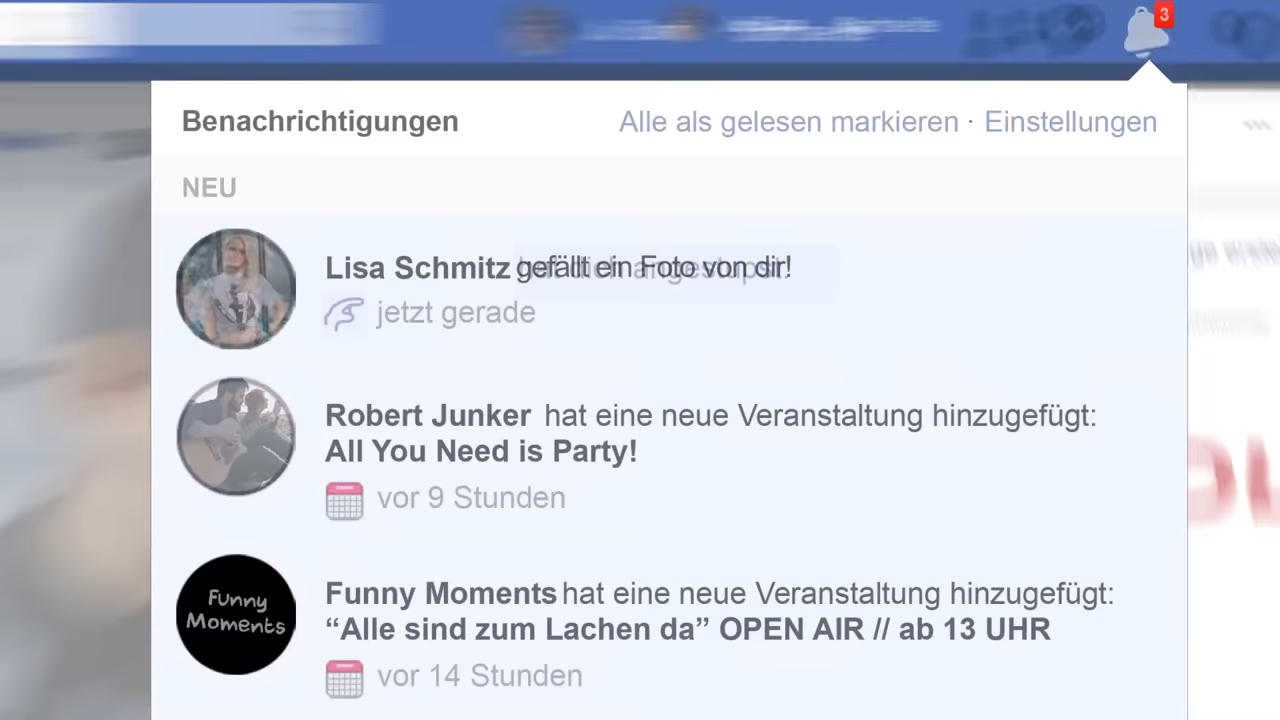 3
Benachrichtigungen
Alle als gelesen markieren · Einstellungen
NEU
Lisa Schmitz gefällt ein Foto von dir!
jetzt gerade
Robert Junker hat eine neue Veranstaltung hinzugefügt:
All You Need is Party!
vor 9 Stunden
Funny
Moments
Funny Moments hat eine neue Veranstaltung hinzugefügt:
“Alle sind zum Lachen da” OPEN AIR // ab 13 UHR
vor 14 Stunden